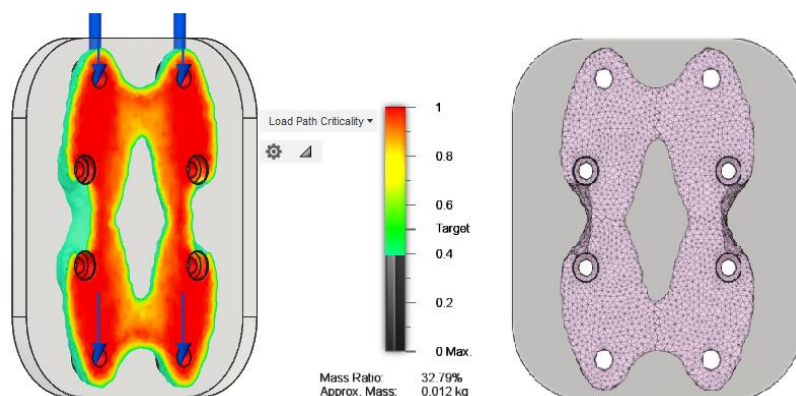 Load Path Criticality
1
0.8
0.6
Target
0.4
0.2
0 Max.
Mass Ratio: 32.79%
Approx. Mass: 0.012 kg